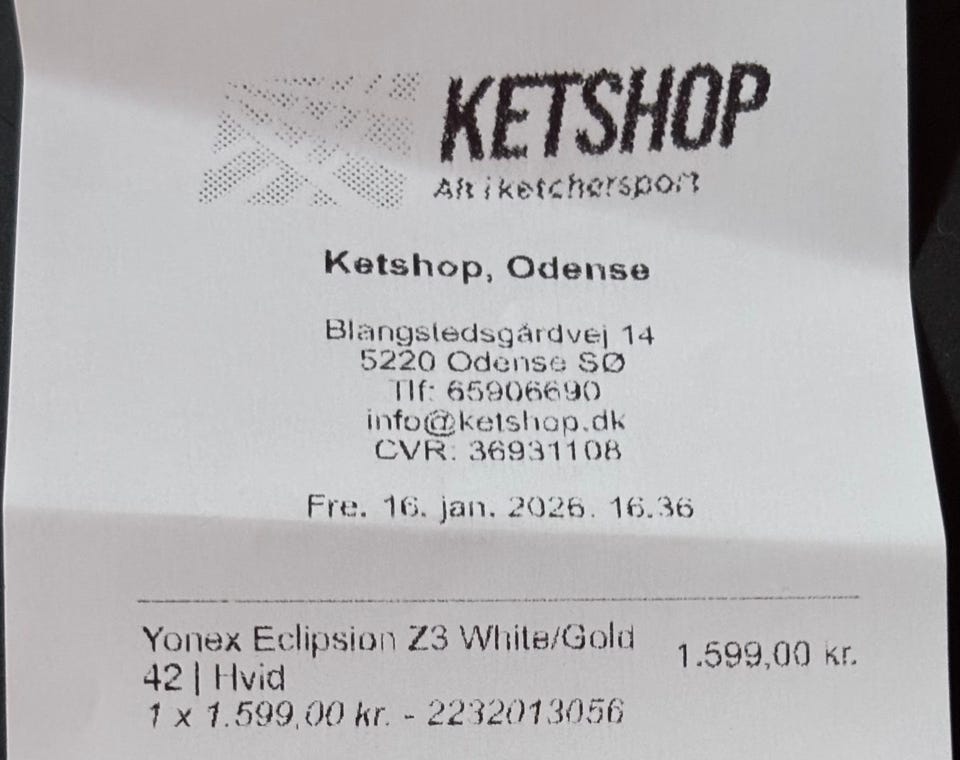 KETSHOP
Alt i ketchersport
Ketshop, Odense
Blangstedsgårdvej 14
5220 Odense SØ
Tlf: 65906690
info@ketshop.dk
CVR: 36931108
Fre. 16. jan. 2026. 16.36
Yonex Eclipsion Z3 White/Gold 1.599,00 kr.
42 | Hvid
1 x 1.599,00 kr. - 2232013056